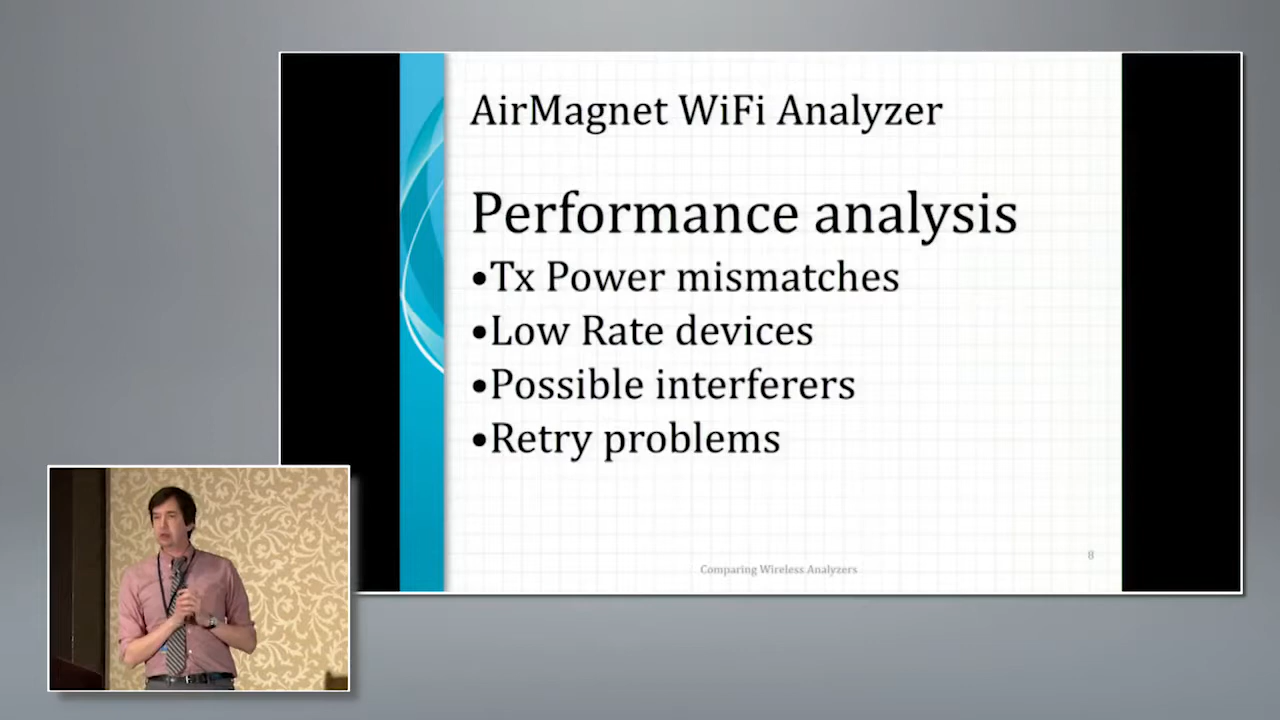 AirMagnet WiFi Analyzer
Performance analysis
•Tx Power mismatches
•Low Rate devices
•Possible interferers
•Retry problems
8
Comparing Wireless Analyzers